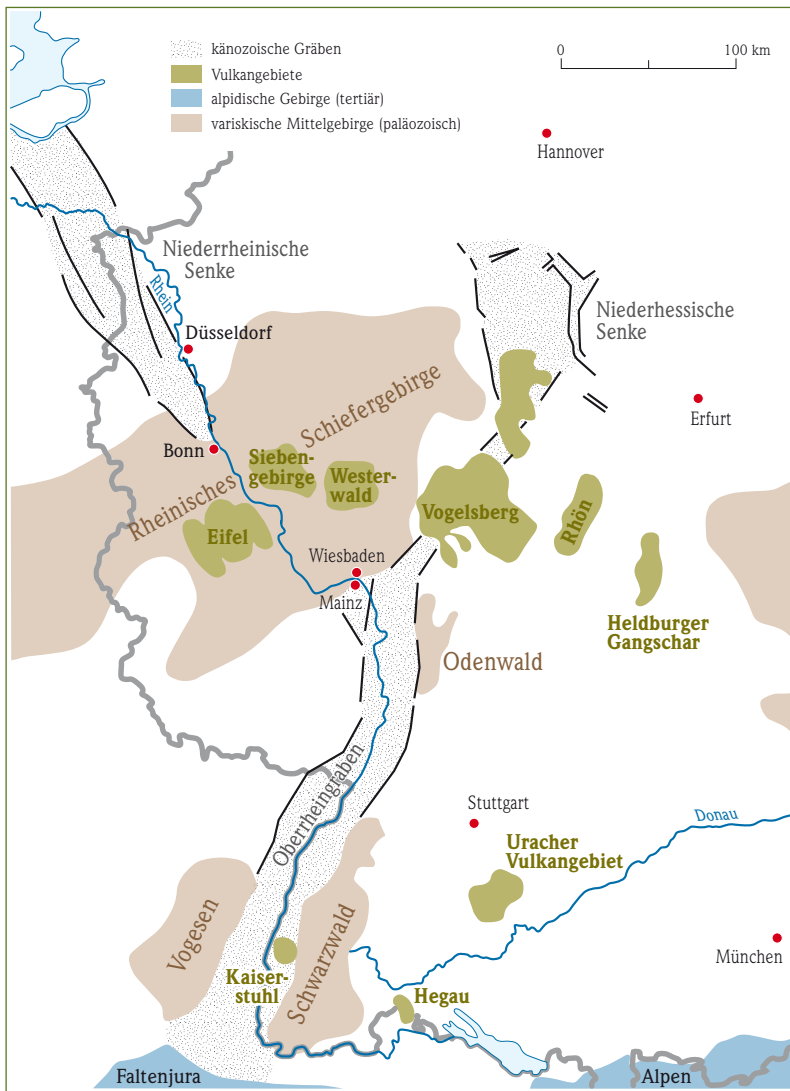 känozoische Gräben
Vulkangebiete
alpidische Gebirge (tertiär)
variskische Mittelgebirge (paläozoisch)
0
100 km
Hannover
Niederrheinische
Senke
Rhein
Niederhessische
Senke
Düsseldorf
Erfurt
Rheinisches
Schiefergebirge
Bonn
Sieben-
gebirge
Wester-
wald
Vogelsberg
Rhön
Eifel
Wiesbaden
Mainz
Heldburger
Gangschar
Odenwald
Oberrheingraben
Stuttgart
Donau
Uracher
Vulkangebiet
Vogesen
Schwarzwald
München
Kaiser-
stuhl
Hegau
Faltenjura
Alpen